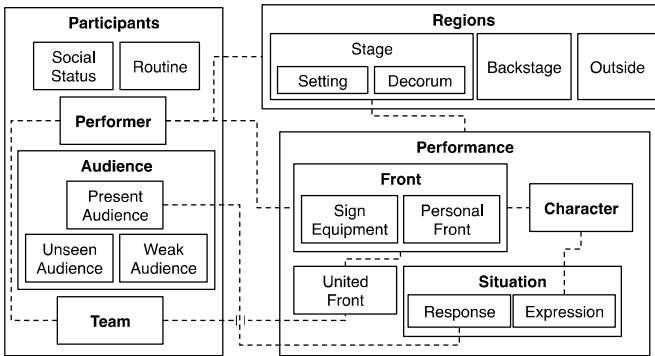 Participants
Social
Status
Routine
Performer
Audience
Present
Audience
Unseen
Audience
Weak
Audience
Team
Regions
Stage
Setting
Decorum
Backstage
Outside
Performance
Front
Sign
Equipment
Personal
Front
Character
United
Front
Situation
Response
Expression